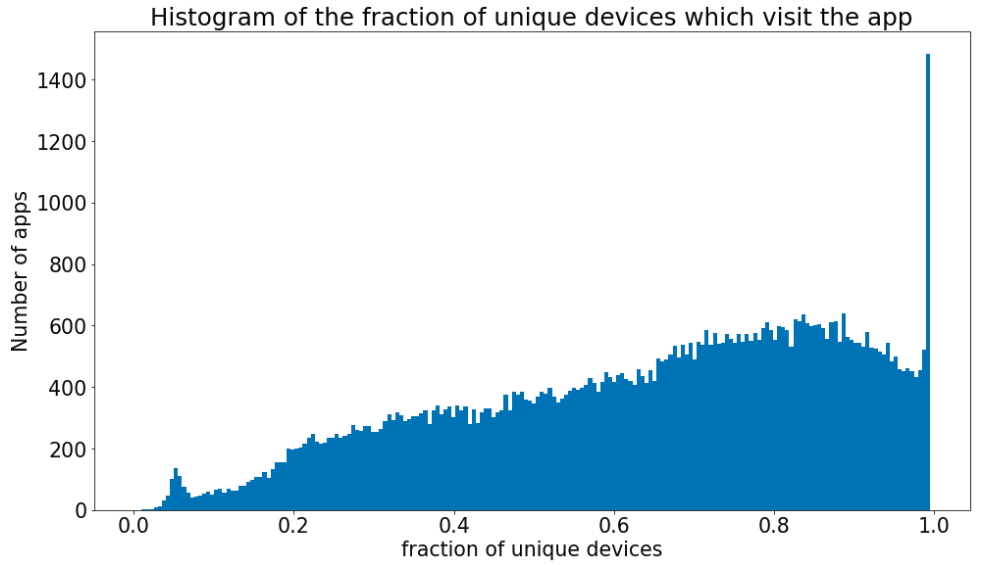 Histogram of the fraction of unique devices which visit the app
1400
1200
1000
800
600
400
200
0
Number of apps
0.0 0.2 0.4 0.6 0.8 1.0
fraction of unique devices